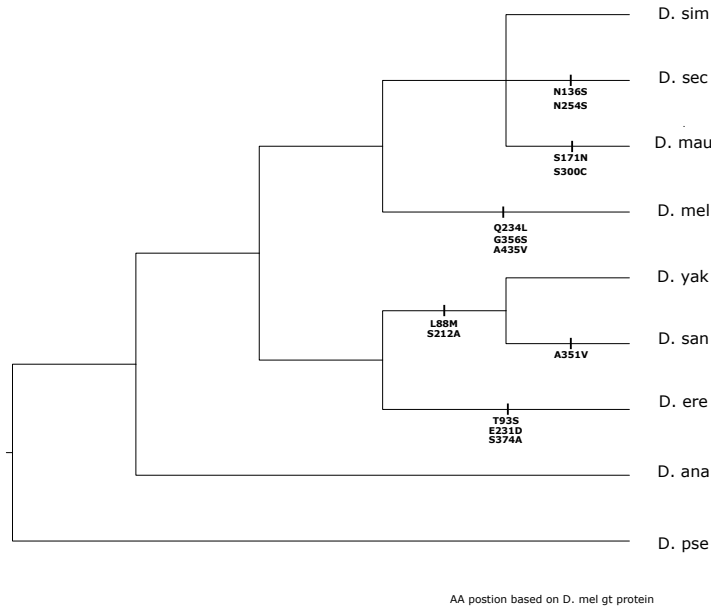 D. sim
D. sec
N136S
N254S
D. mau
S171N
S300C
D. mel
Q234L
G356S
A435V
D. yak
L88M
S212A
D. san
A351V
D. ere
T93S
E231D
S374A
D. ana
D. pse
AA postion based on D. mel gt protein